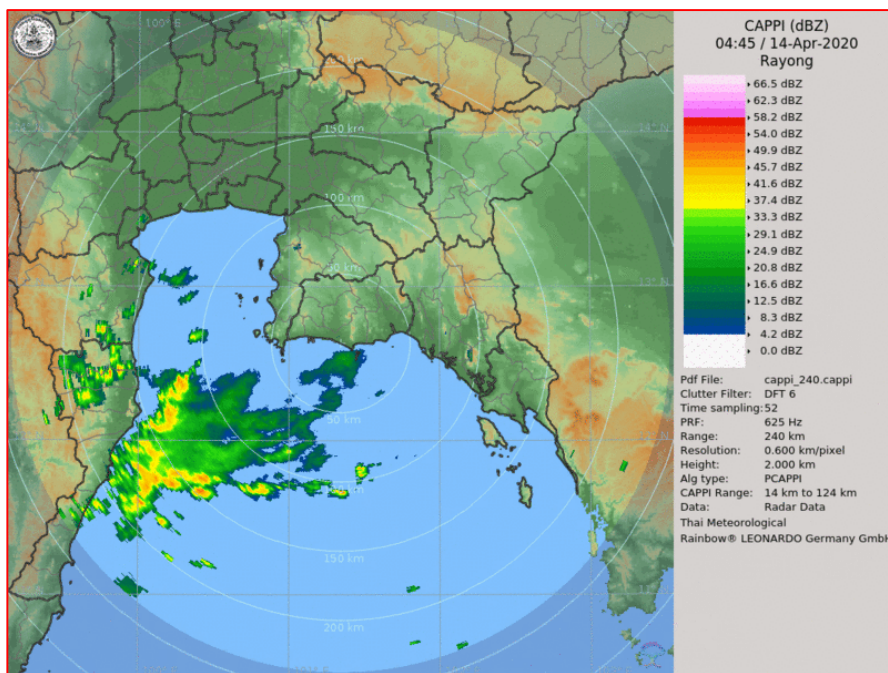 CAPPI (dBZ)
04:45 / 14-Apr-2020
Rayong
66.5 dBZ
62.3 dBZ
58.2 dBZ
54.0 dBZ
49.9 dBZ
45.7 dBZ
41.6 dBZ
37.4 dBZ
33.3 dBZ
29.1 dBZ
24.9 dBZ
20.8 dBZ
16.6 dBZ
12.5 dBZ
8.3 dBZ
4.2 dBZ
0.0 dBZ
Pdf File: cappi_240.cappi
Clutter Filter: DFT 6
Time sampling:52
PRF: 625 Hz
Range: 240 km
Resolution: 0.600 km/pixel
Height: 2.000 km
Alg type: PCAPPI
CAPPI Range: 14 km to 124 km
Data: Radar Data
Thai Meteorological
Rainbow® LEONARDO Germany GmbH
100°E
150 km
100 km
50 km
150 km
200 km